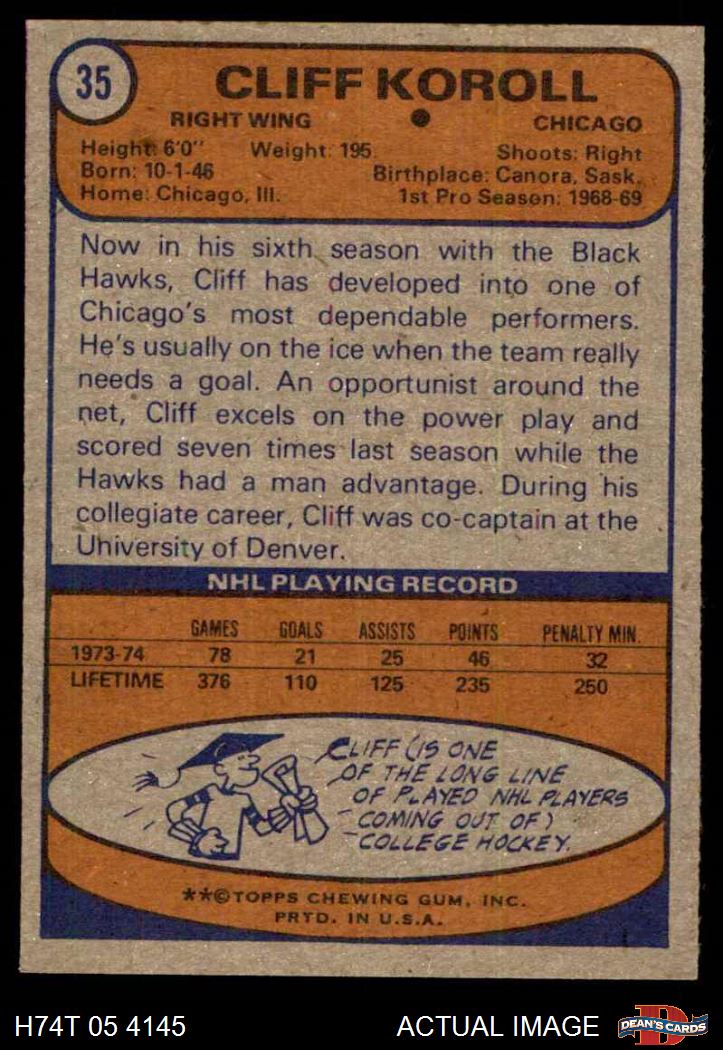 35
CLIFF KOROLL
RIGHT WING • CHICAGO
Height: 6'0" Weight: 195 Shoots: Right
Born: 10-1-46 Birthplace: Canora, Sask.
Home: Chicago, Ill. 1st Pro Season: 1968-69
Now in his sixth season with the Black
Hawks, Cliff has developed into one of
Chicago's most dependable performers.
He's usually on the ice when the team really
needs a goal. An opportunist around the
net, Cliff excels on the power play and
scored seven times last season while the
Hawks had a man advantage. During his
collegiate career, Cliff was co-captain at the
University of Denver.
NHL PLAYING RECORD
GAMES GOALS ASSISTS POINTS PENALTY MIN.
1973-74 78 21 25 46 32
LIFETIME 376 110 125 235 250
CLIFF (IS ONE
OF THE LONG LINE
OF PLAYED NHL PLAYERS
COMING OUT OF)
COLLEGE HOCKEY.
**©TOPPS CHEWING GUM, INC.
PRTD. IN U.S.A.
H74T 05 4145 ACTUAL IMAGE D DEAN'S CARDS